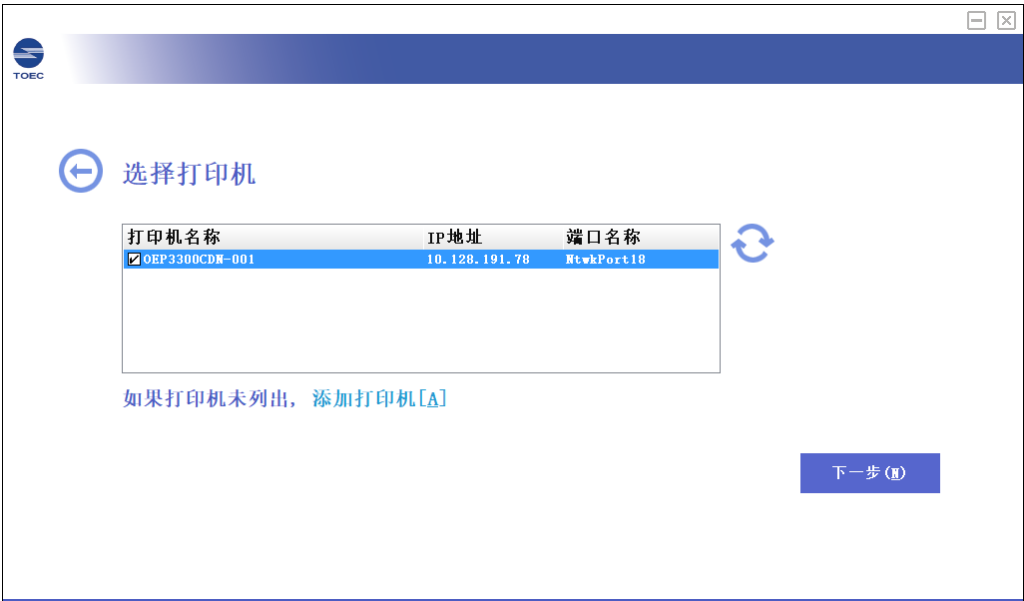 TOEC
选择打印机
打印机名称 IP地址 端口名称
OEP3300CDN-001 10.128.191.78 NtwkPort18
如果打印机未列出, 添加打印机[A]
下一步(N)